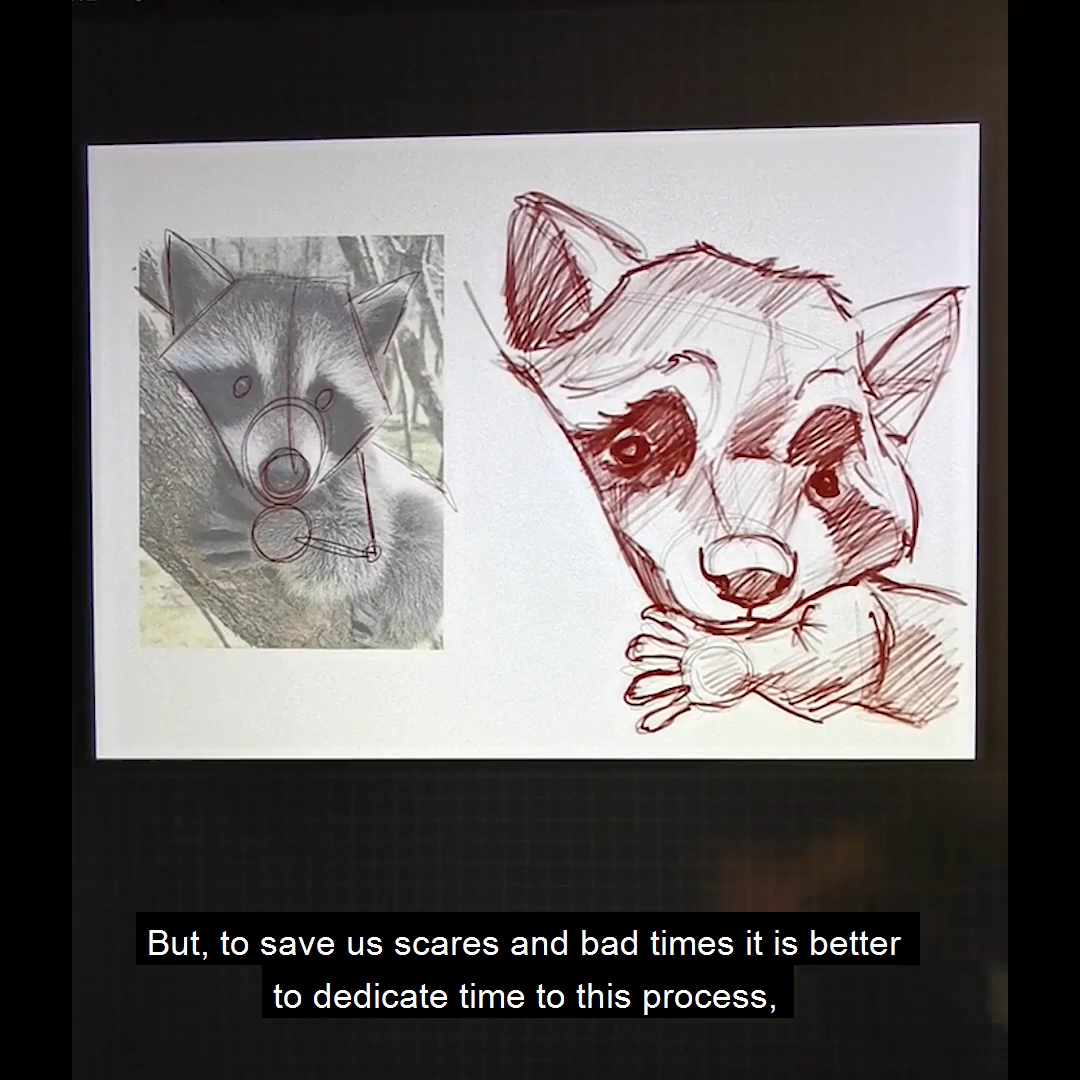 But, to save us scares and bad times it is better
to dedicate time to this process,